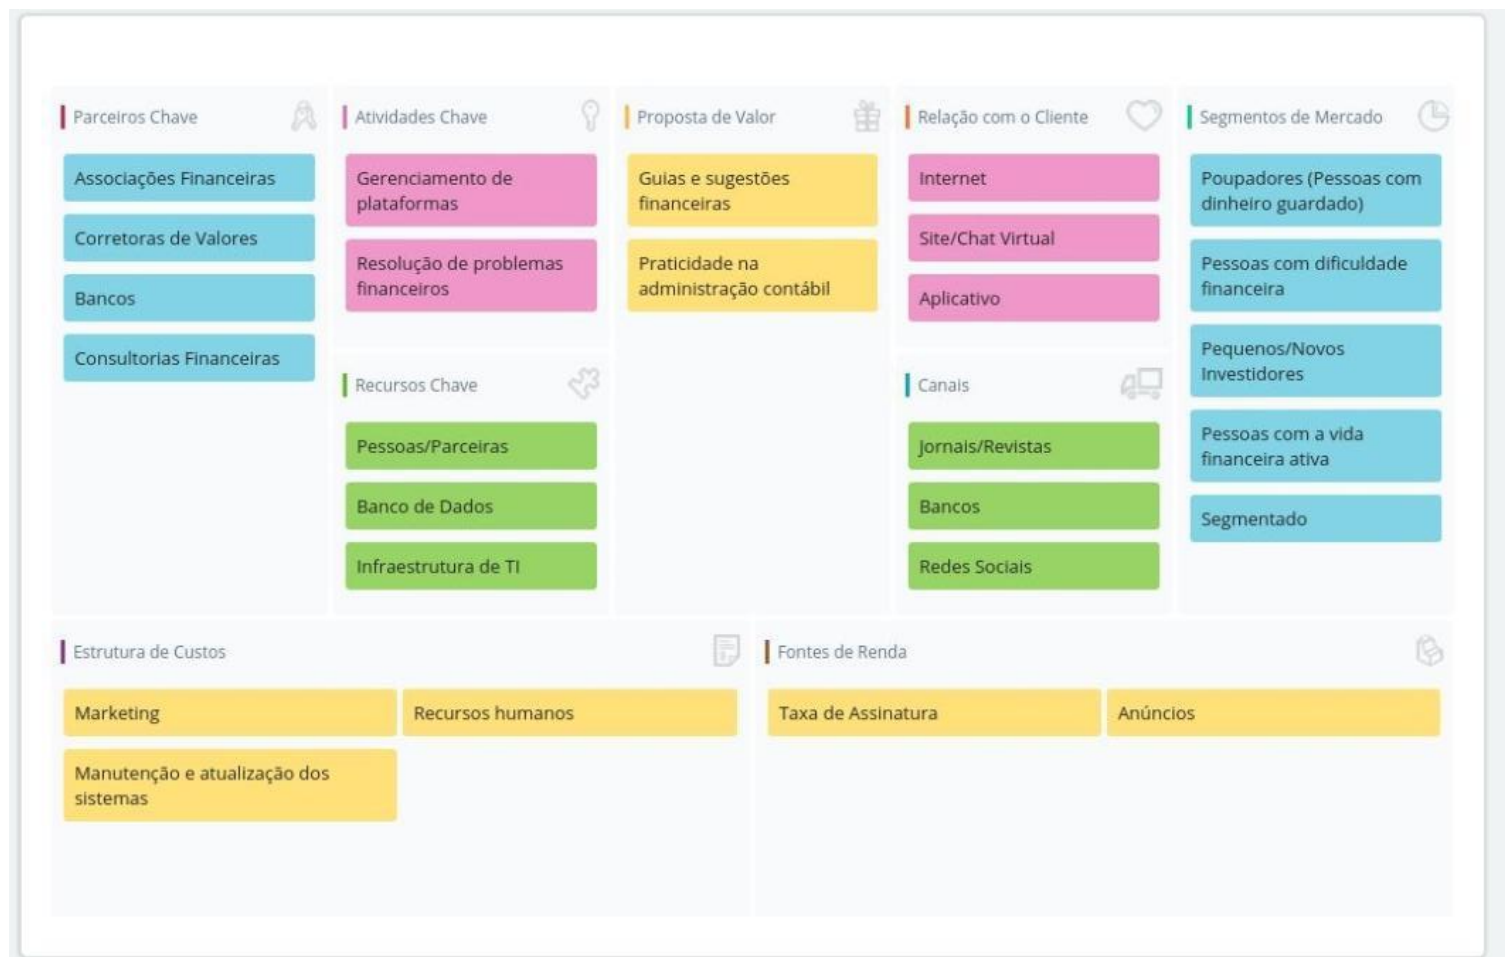 Parceiros Chave
Associações Financeiras
Corretoras de Valores
Bancos
Consultorias Financeiras
Atividades Chave
Gerenciamento de
plataformas
Resolução de problemas
financeiros
Recursos Chave
Pessoas/Parceiras
Banco de Dados
Infraestrutura de TI
Proposta de Valor
Guias e sugestões
financeiras
Praticidade na
administração contábil
Relação com o Cliente
Internet
Site/Chat Virtual
Aplicativo
Canais
Jornais/Revistas
Bancos
Redes Sociais
Segmentos de Mercado
Poupadores (Pessoas com
dinheiro guardado)
Pessoas com dificuldade
financeira
Pequenos/Novos
Investidores
Pessoas com a vida
financeira ativa
Segmentado
Estrutura de Custos
Marketing
Recursos humanos
Manutenção e atualização dos
sistemas
Fontes de Renda
Taxa de Assinatura
Anúncios